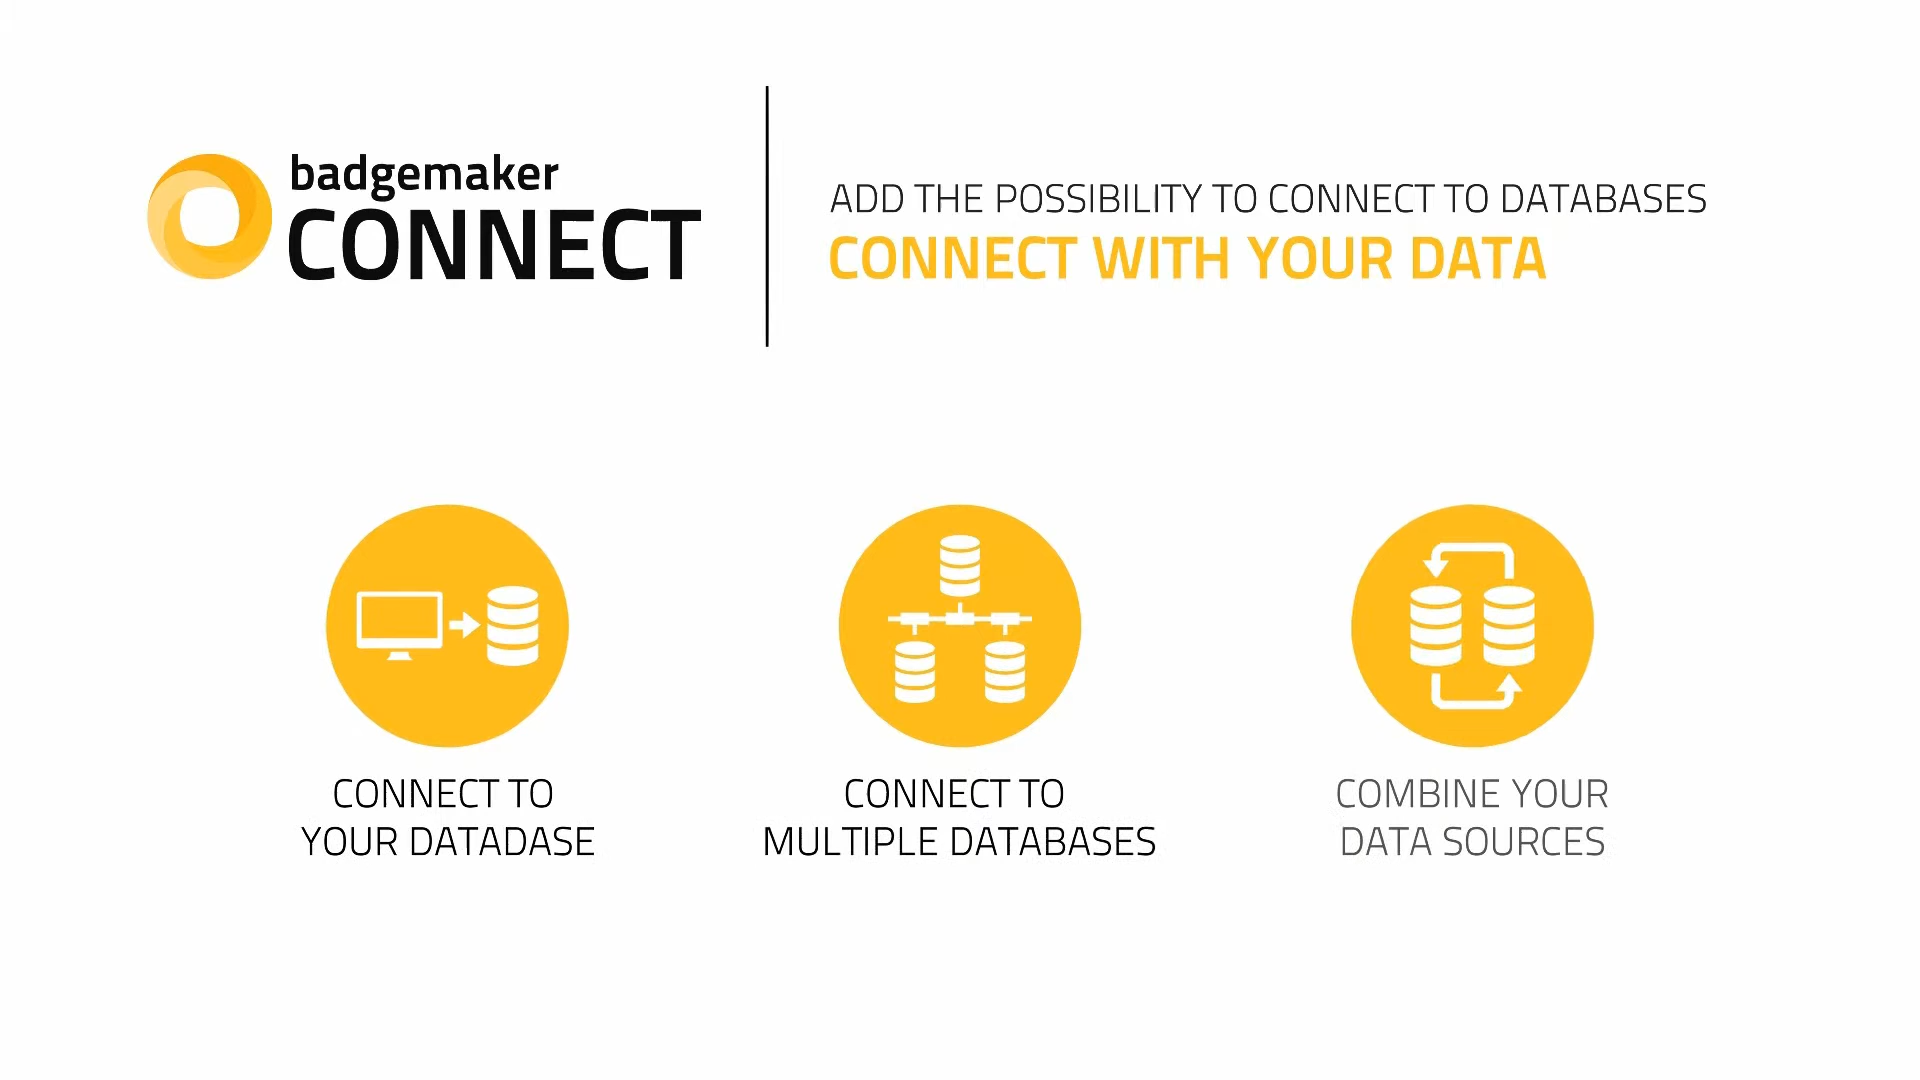 badgemaker
CONNECT
ADD THE POSSIBILITY TO CONNECT TO DATABASES
CONNECT WITH YOUR DATA
CONNECT TO
YOUR DATADASE
CONNECT TO
MULTIPLE DATABASES
COMBINE YOUR
DATA SOURCES